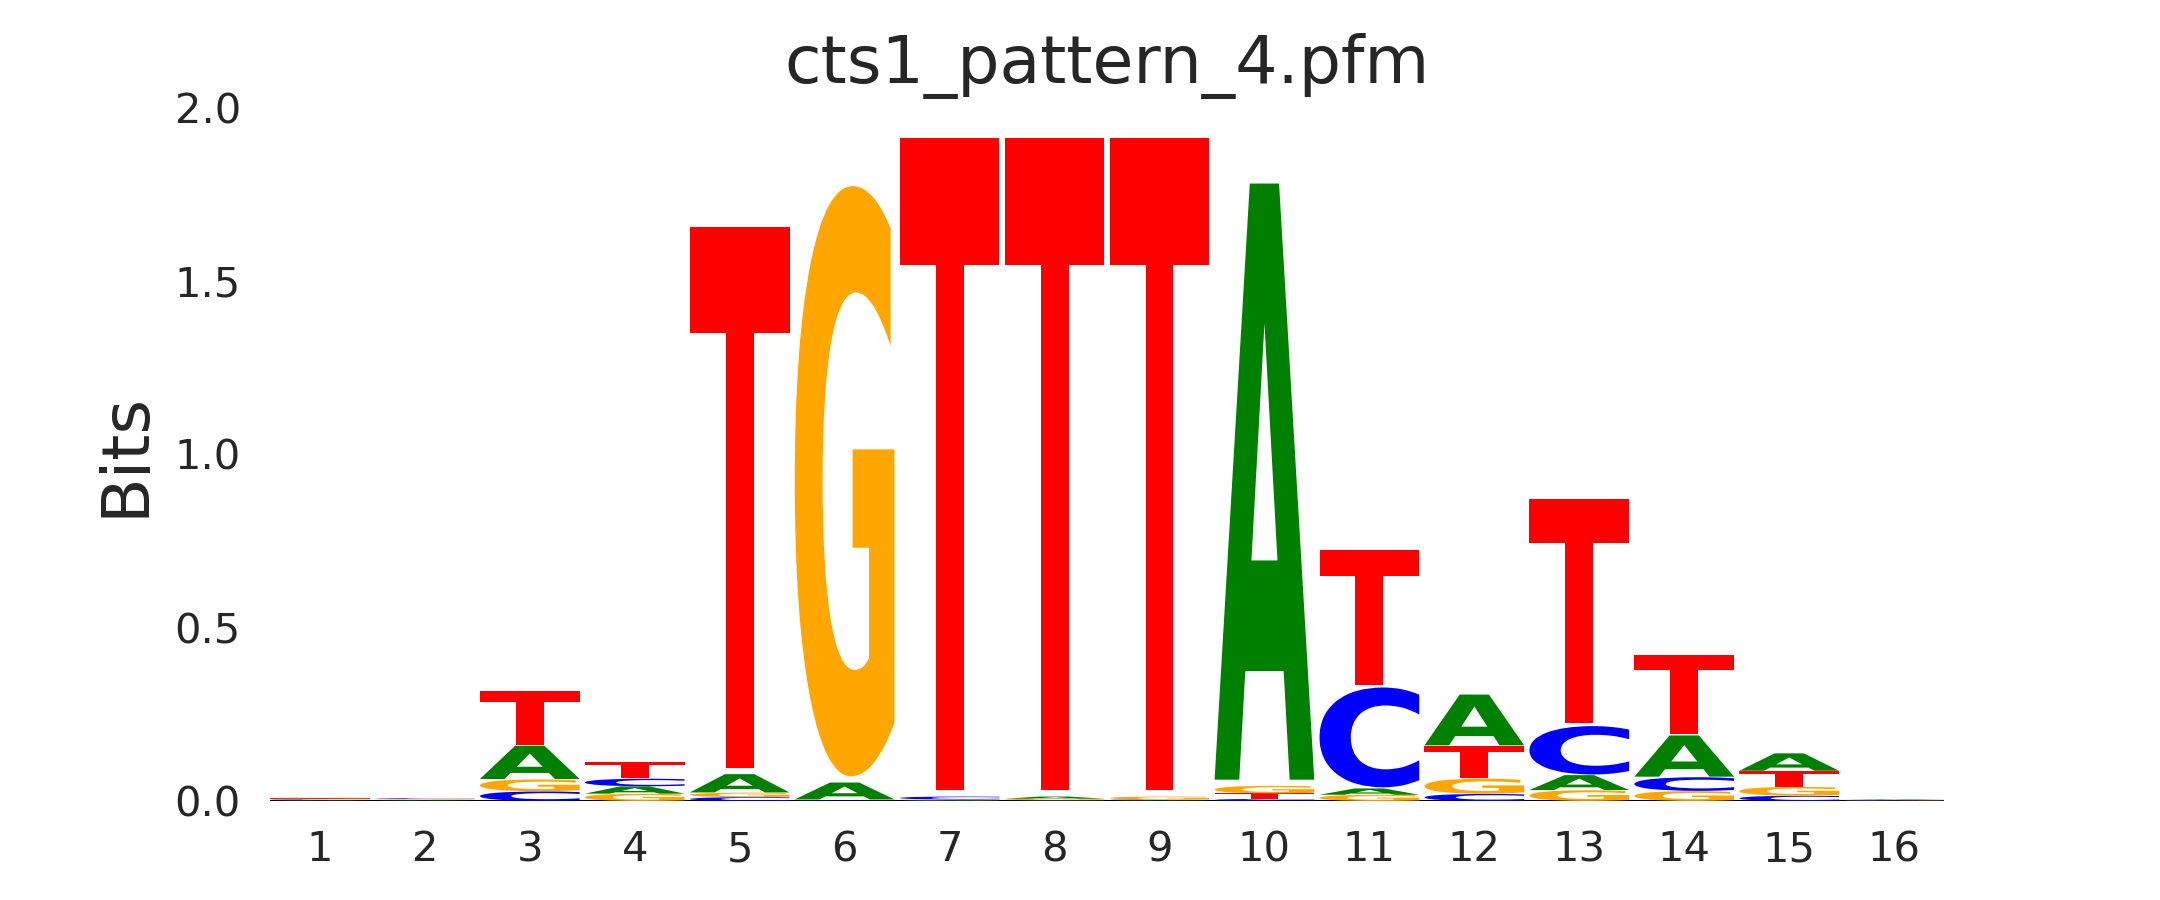 cts1_pattern_4.pfm
2.0
1.5
1.0
0.5
0.0
Bits
T T T G T T T A T A T T A
A T C C A T C A T
1 2 3 4 5 6 7 8 9 10 11 12 13 14 15 16